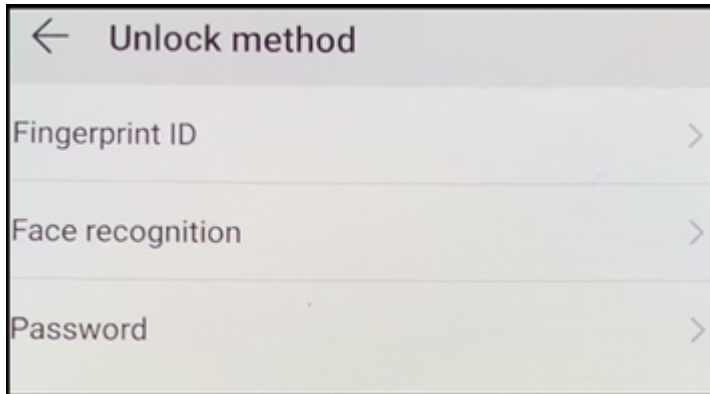 Unlock method
Fingerprint ID
Face recognition
Password